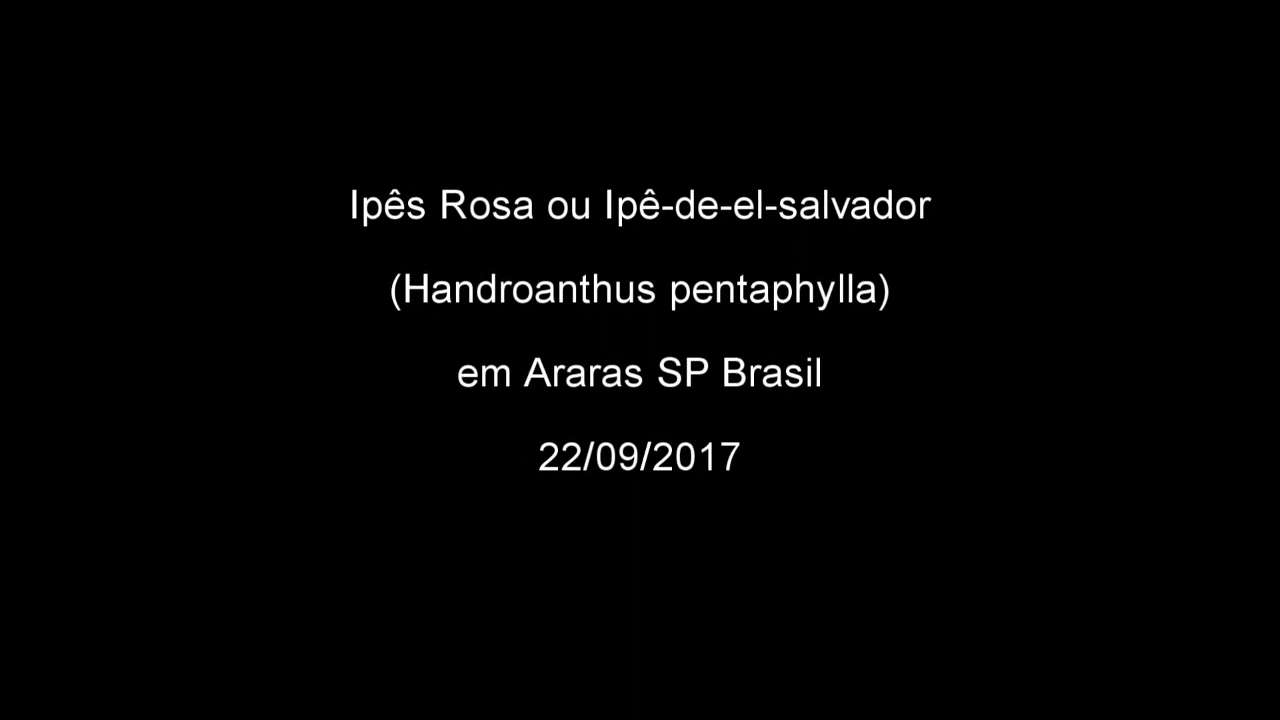 Ipês Rosa ou Ipê-de-el-salvador
(Handroanthus pentaphylla)
em Araras SP Brasil
22/09/2017